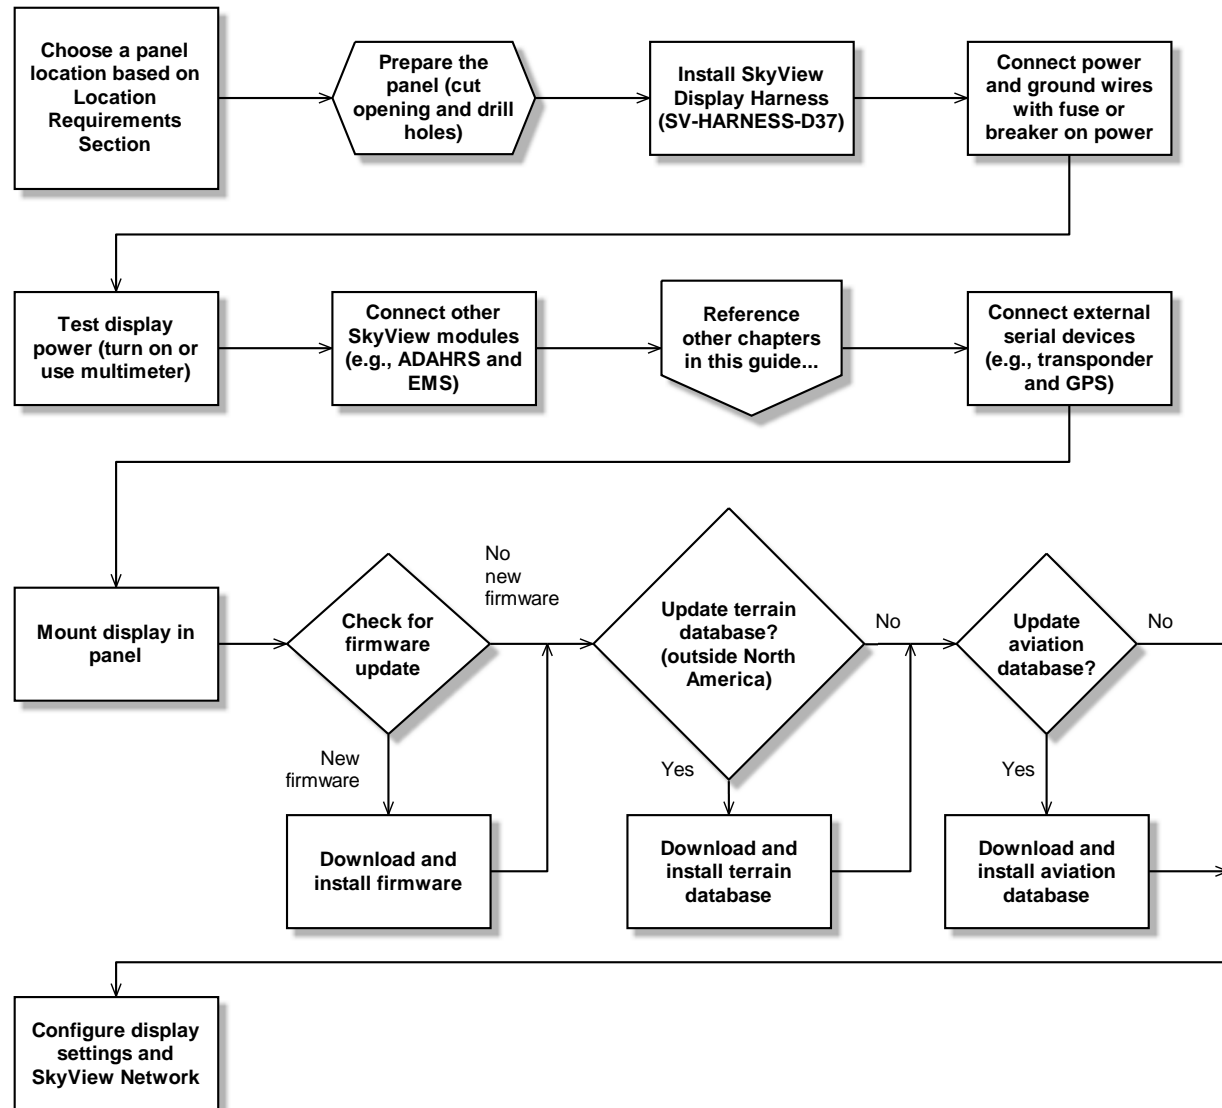 Choose a panel
location based on
Location
Requirements
Section
Prepare the
panel (cut
opening and drill
holes)
Install SkyView
Display Harness
(SV-HARNESS-D37)
Connect power
and ground wires
with fuse or
breaker on power
Test display
power (turn on or
use multimeter)
Connect other
SkyView modules
(e.g., ADAHRS and
EMS)
Reference
other chapters
in this guide...
Connect external
serial devices
(e.g., transponder
and GPS)
Mount display in
panel
Check for
firmware
update
No
new
firmware
New
firmware
Download and
install firmware
Update terrain
database?
(outside North
America)
No
Yes
Download and
install terrain
database
Update
aviation
database?
No
Yes
Download and
install aviation
database
Configure display
settings and
SkyView Network